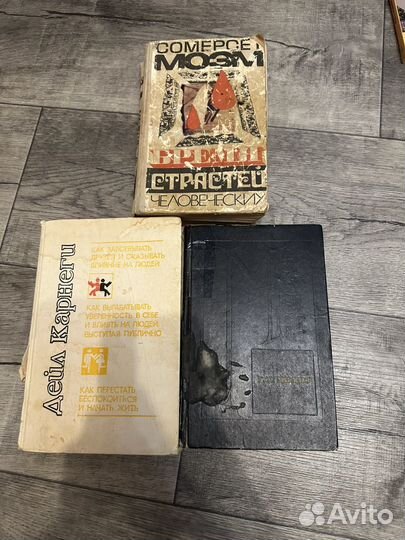 СОМЕРСЕТ
МОЭМ
БРЕМЯ
СТРАСТЕЙ
ЧЕЛОВЕЧЕСКИХ
Дейл Карнеги
КАК ЗАВОЕВЫВАТЬ
ДРУЗЕЙ И ОКАЗЫВАТЬ
ВЛИЯНИЕ НА ЛЮДЕЙ
КАК ВЫРАБАТЫВАТЬ
УВЕРЕННОСТЬ В СЕБЕ
И ВЛИЯТЬ НА ЛЮДЕЙ
ВЫСТУПАЯ ПУБЛИЧНО
КАК ПЕРЕСТАТЬ
БЕСПОКОИТЬСЯ
И НАЧАТЬ ЖИТЬ
Avito